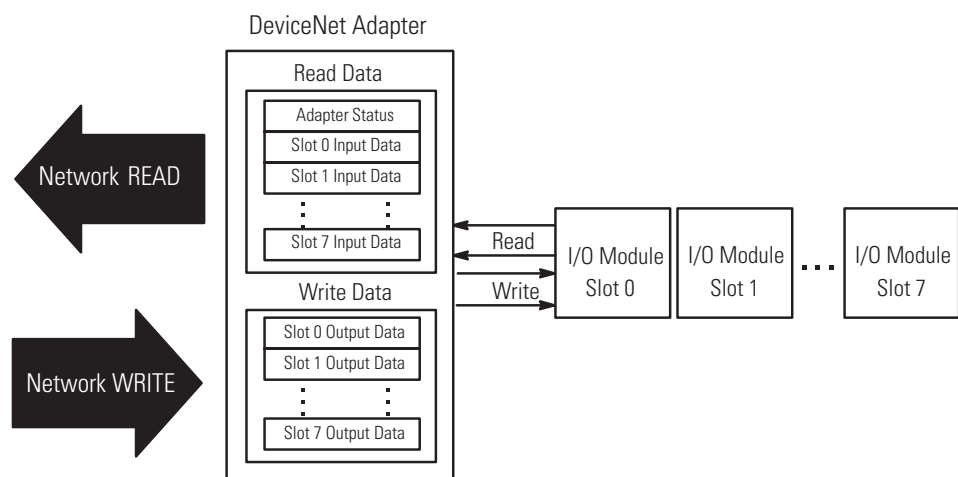 DeviceNet Adapter
Read Data
Adapter Status
Slot 0 Input Data
Slot 1 Input Data
Slot 7 Input Data
Network READ
Read
Write
I/O Module
Slot 0
I/O Module
Slot 1
I/O Module
Slot 7
Write Data
Slot 0 Output Data
Slot 1 Output Data
Slot 7 Output Data
Network WRITE